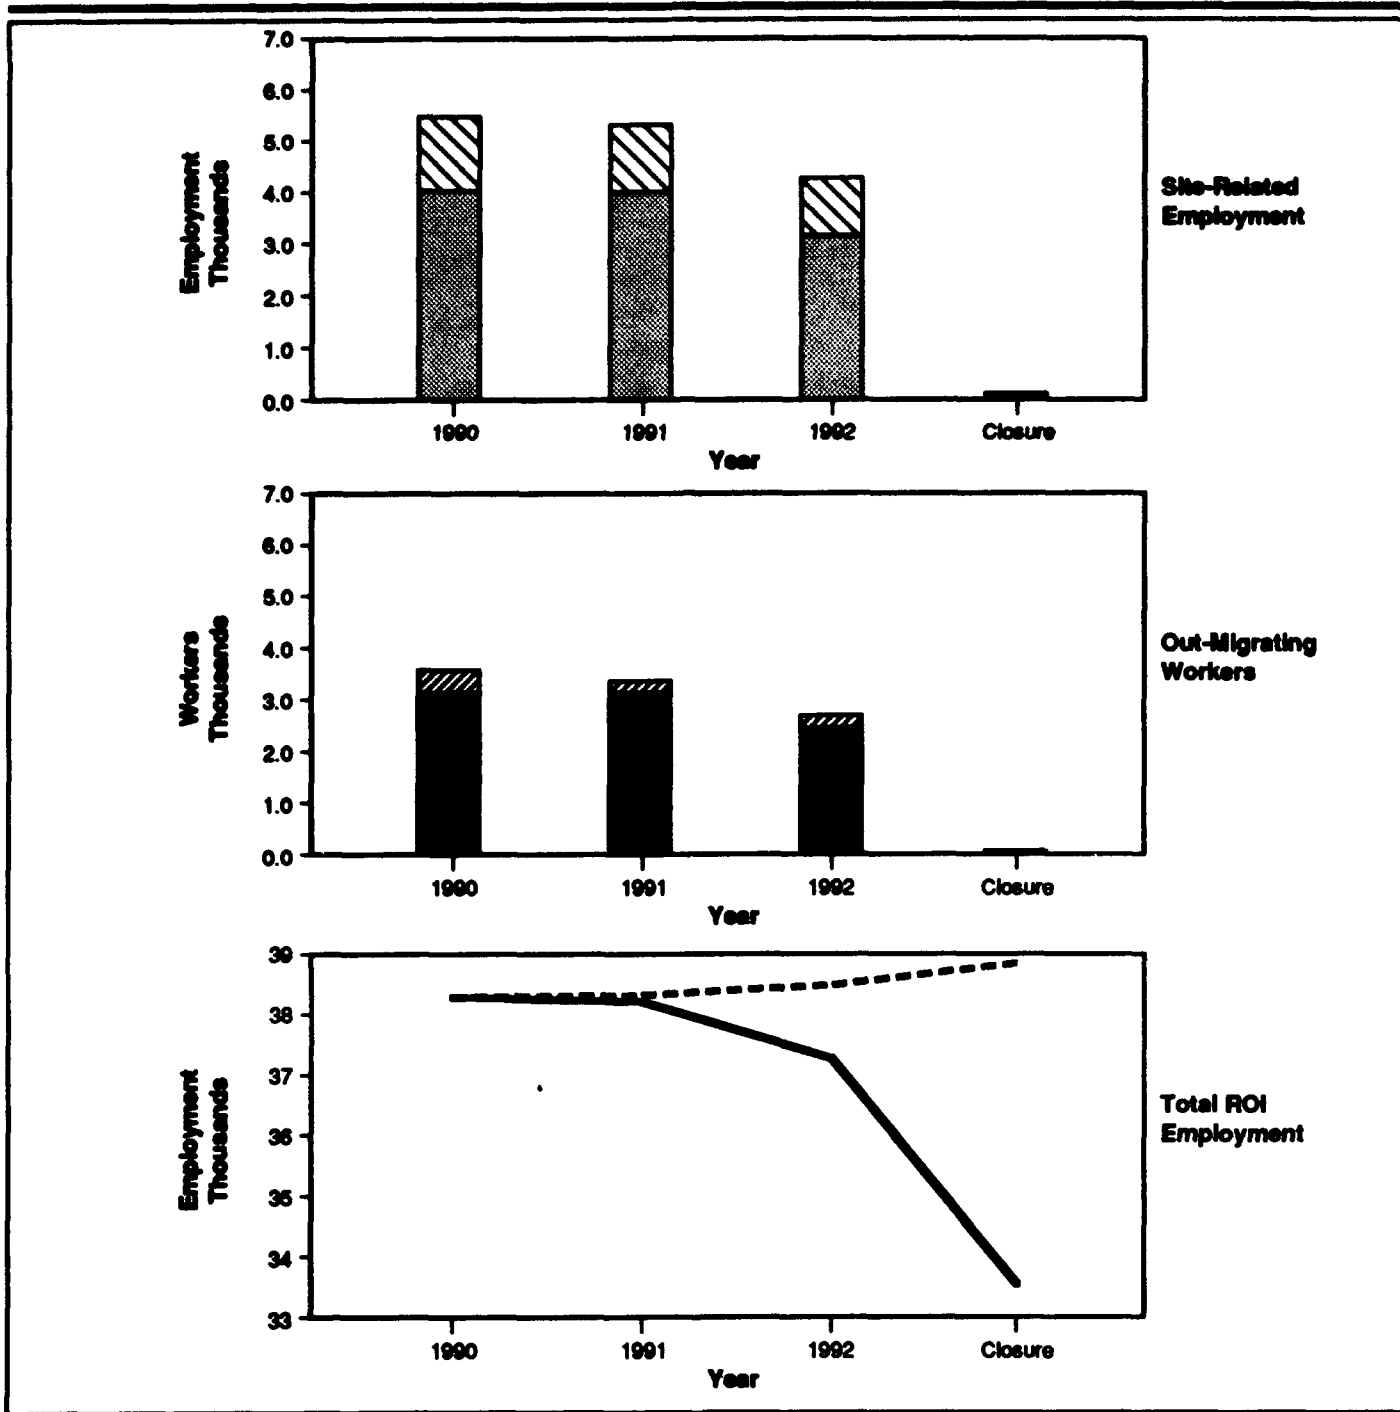 7.0
6.0
5.0
4.0
3.0
2.0
1.0
0.0
Employment
Thousands
1990
1991
1992
Closure
Year
Site-Related
Employment
7.0
6.0
5.0
4.0
3.0
2.0
1.0
0.0
Workers
Thousands
1990
1991
1992
Closure
Year
Out-Migrating
Workers
39
38
37
36
35
34
33
Employment
Thousands
1990
1991
1992
Closure
Year
Total ROI
Employment